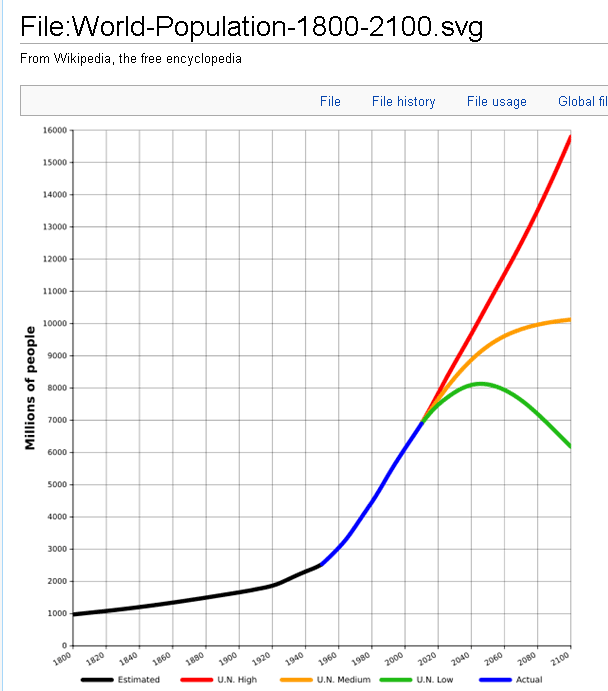 File:World-Population-1800-2100.svg
From Wikipedia, the free encyclopedia
File File history File usage Global fil
16000
15000
14000
13000
12000
11000
10000
9000
8000
7000
6000
5000
4000
3000
2000
1000
0
Millions of people
1800 1820 1840 1860 1880 1900 1920 1940 1960 1980 2000 2020 2040 2060 2080 2100
Estimated U.N. High U.N. Medium U.N. Low Actual